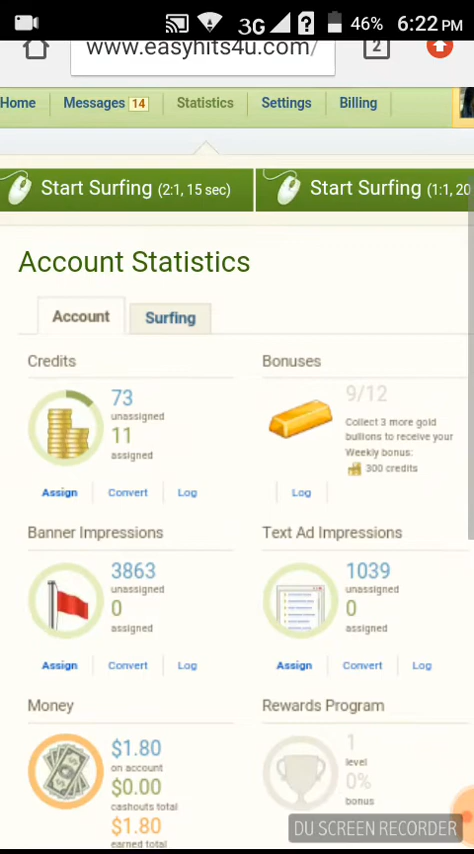 3G 46% 6:22 PM
www.easyhits4u.com/
2
Home Messages 14 Statistics Settings Billing
Start Surfing (2:1, 15 sec) Start Surfing (1:1, 20
Account Statistics
Account Surfing
Credits
73
unassigned
11
assigned
Assign Convert Log
Bonuses
9/12
Collect 3 more gold
bullions to receive your
Weekly bonus:
300 credits
Log
Banner Impressions
3863
unassigned
0
assigned
Assign Convert Log
Text Ad Impressions
1039
unassigned
0
assigned
Assign Convert Log
Money
$1.80
on account
$0.00
cashouts total
$1.80
earned total
Rewards Program
1
level
0%
bonus
DU SCREEN RECORDER